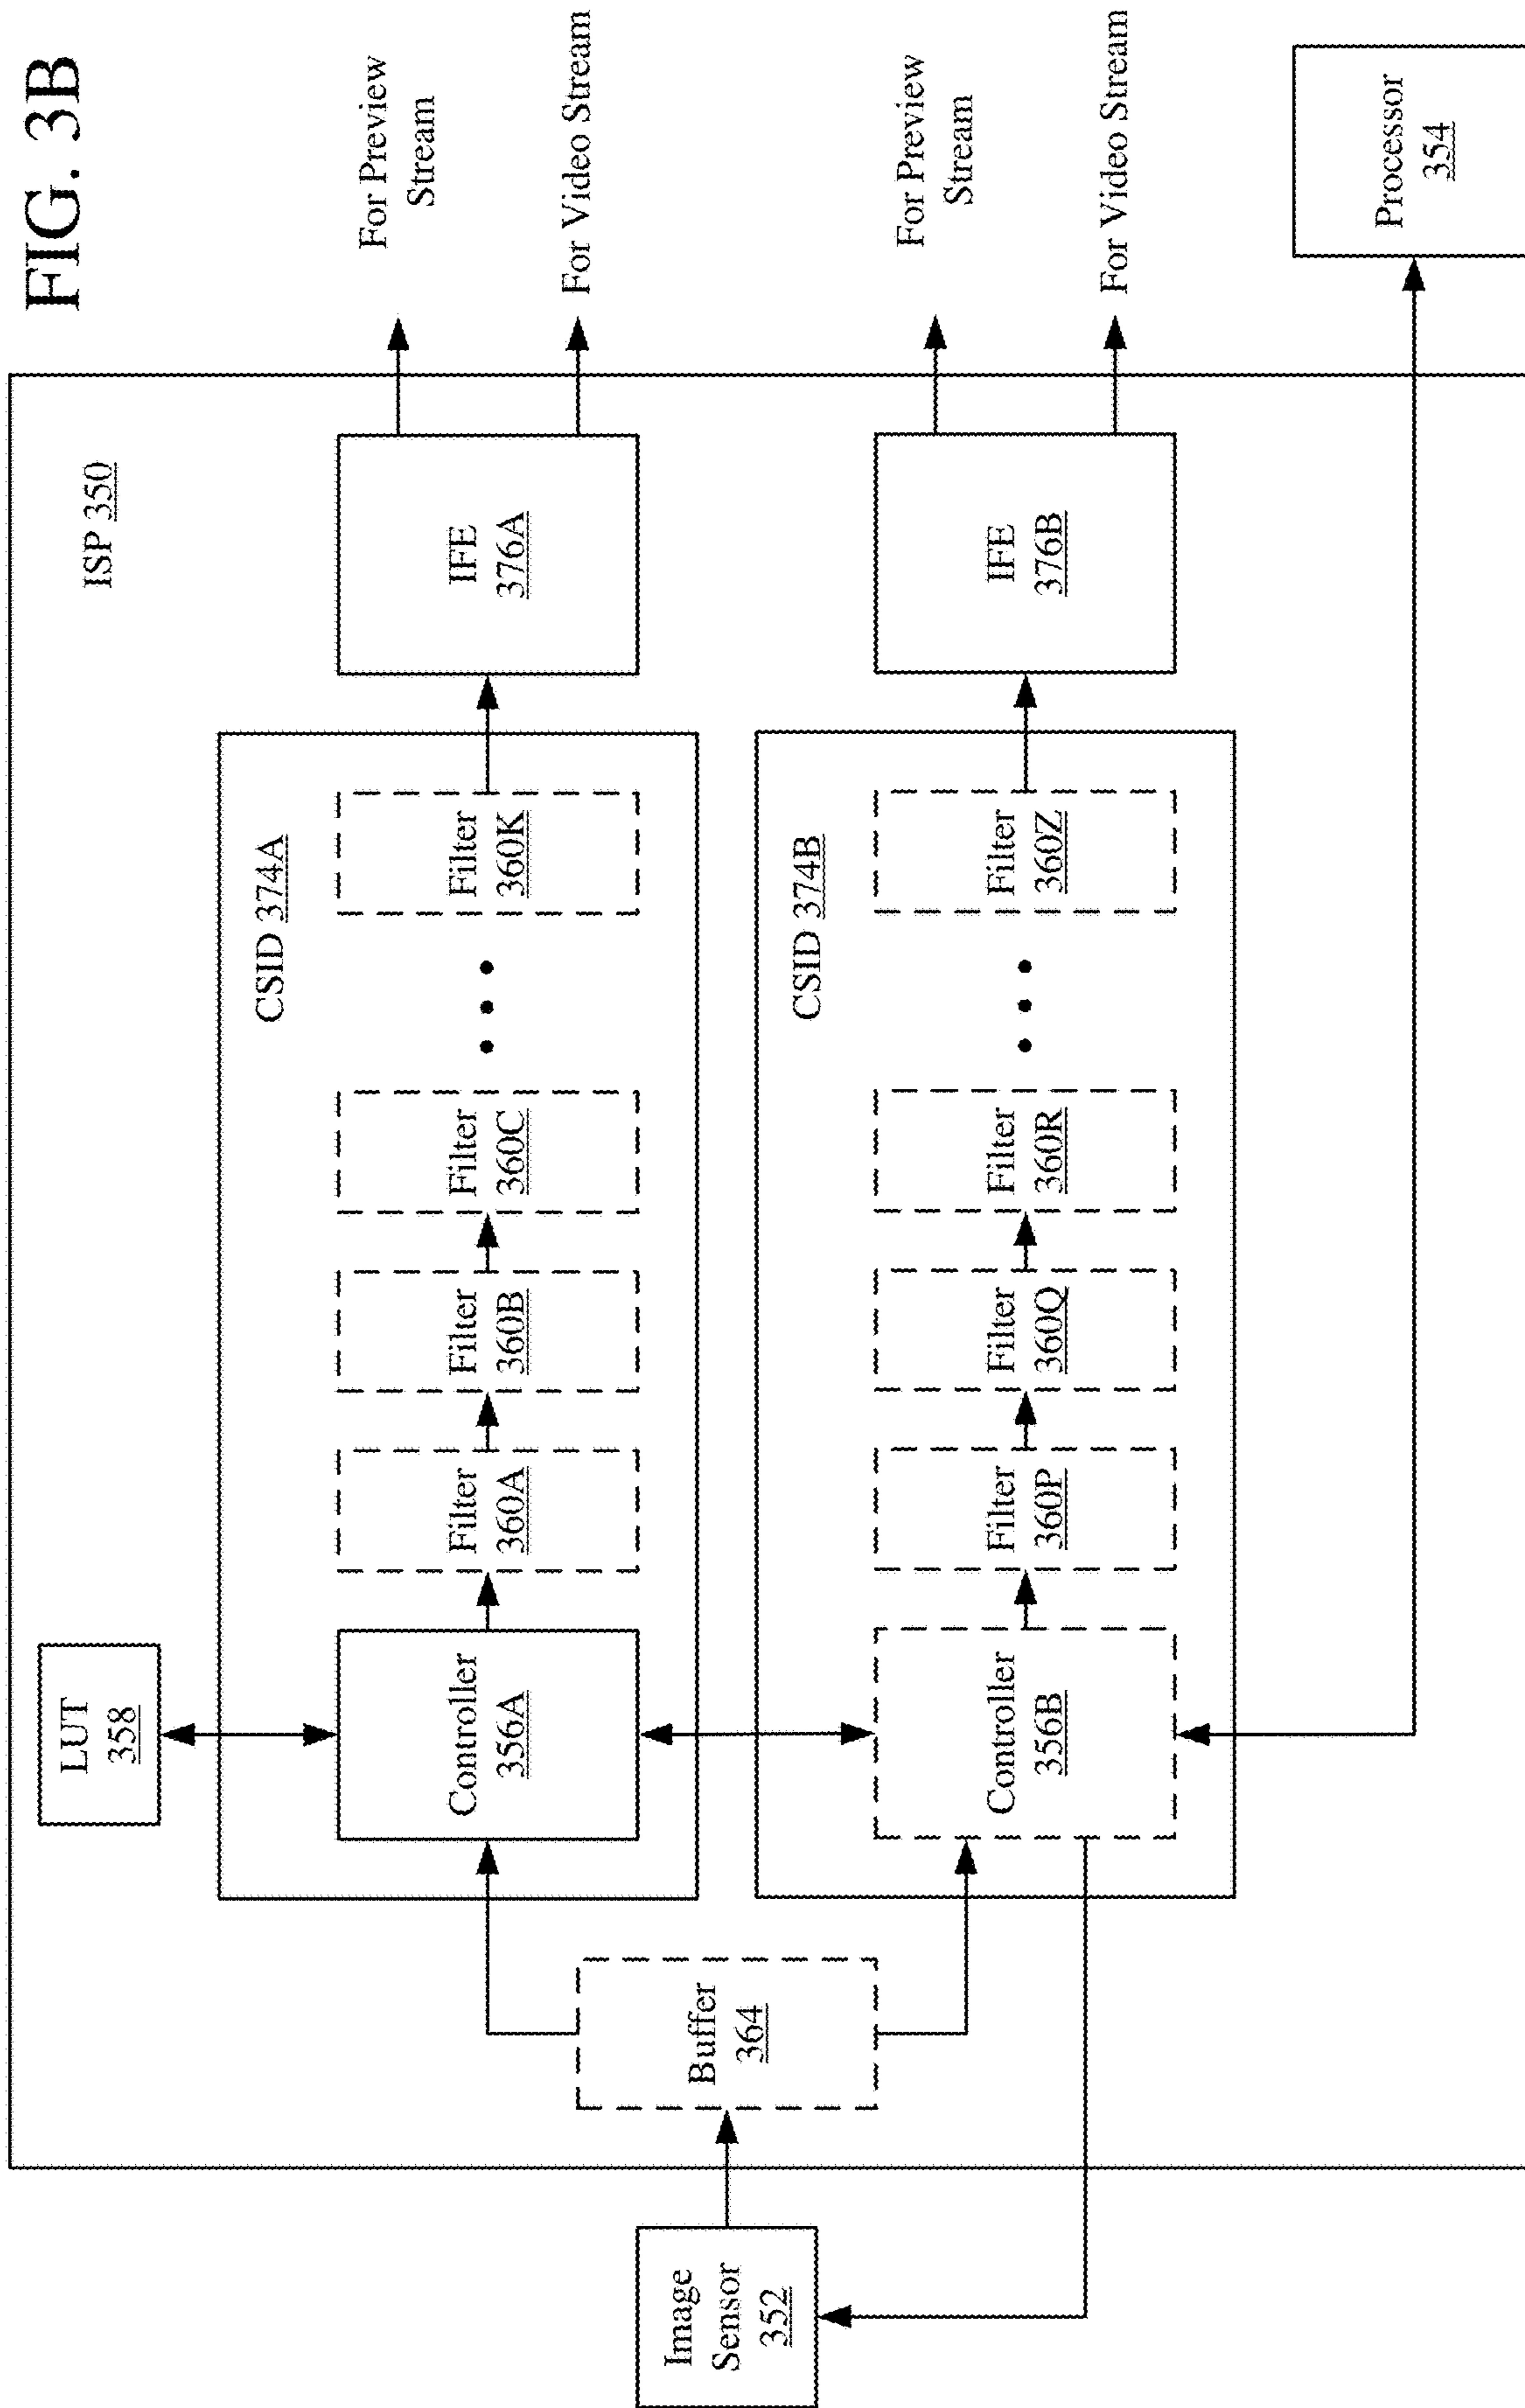 FIG. 3B
ISP 350
LUT
358
CSID 374A
Controller
356A
Filter
360A
Filter
360B
Filter
360C
Filter
360K
IFE
376A
For Preview
Stream
For Video Stream
Buffer
364
Image
Sensor
352
CSID 374B
Controller
356B
Filter
360P
Filter
360Q
Filter
360R
Filter
360Z
IFE
376B
For Preview
Stream
For Video Stream
Processor
354